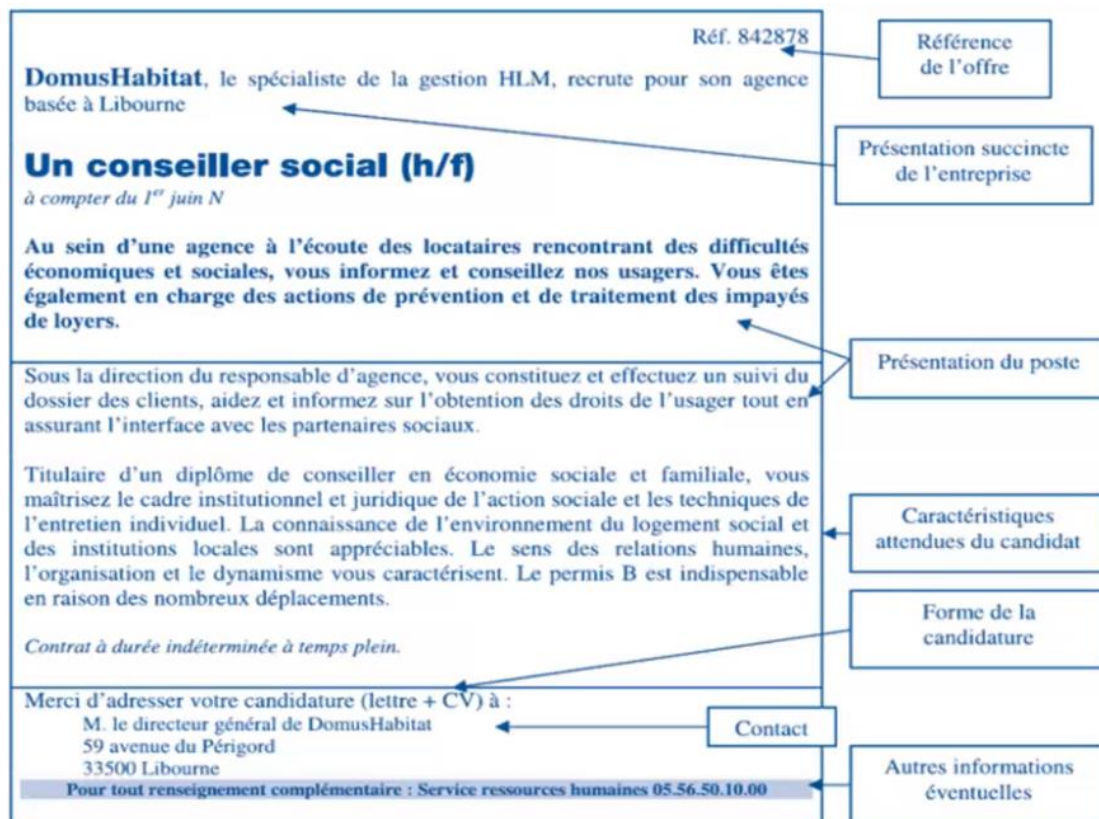 Réf. 842878
DomusHabitat, le spécialiste de la gestion HLM, recrute pour son agence
basée à Libourne
Un conseiller social (h/f)
à compter du 1er juin N
Au sein d'une agence à l'écoute des locataires rencontrant des difficultés
économiques et sociales, vous informez et conseillez nos usagers. Vous êtes
également en charge des actions de prévention et de traitement des impayés
de loyers.
Sous la direction du responsable d'agence, vous constituez et effectuez un suivi du
dossier des clients, aidez et informez sur l'obtention des droits de l'usager tout en
assurant l'interface avec les partenaires sociaux.
Titulaire d'un diplôme de conseiller en économie sociale et familiale, vous
maîtrisez le cadre institutionnel et juridique de l'action sociale et les techniques de
l'entretien individuel. La connaissance de l'environnement du logement social et
des institutions locales sont appréciables. Le sens des relations humaines,
l'organisation et le dynamisme vous caractérisent. Le permis B est indispensable
en raison des nombreux déplacements.
Contrat à durée indéterminée à temps plein.
Merci d'adresser votre candidature (lettre + CV) à :
M. le directeur général de DomusHabitat
59 avenue du Périgord
33500 Libourne
Pour tout renseignement complémentaire : Service ressources humaines 05.56.50.10.00
Référence
de l'offre
Présentation succincte
de l'entreprise
Présentation du poste
Caractéristiques
attendues du candidat
Forme de la
candidature
Contact
Autres informations
éventuelles